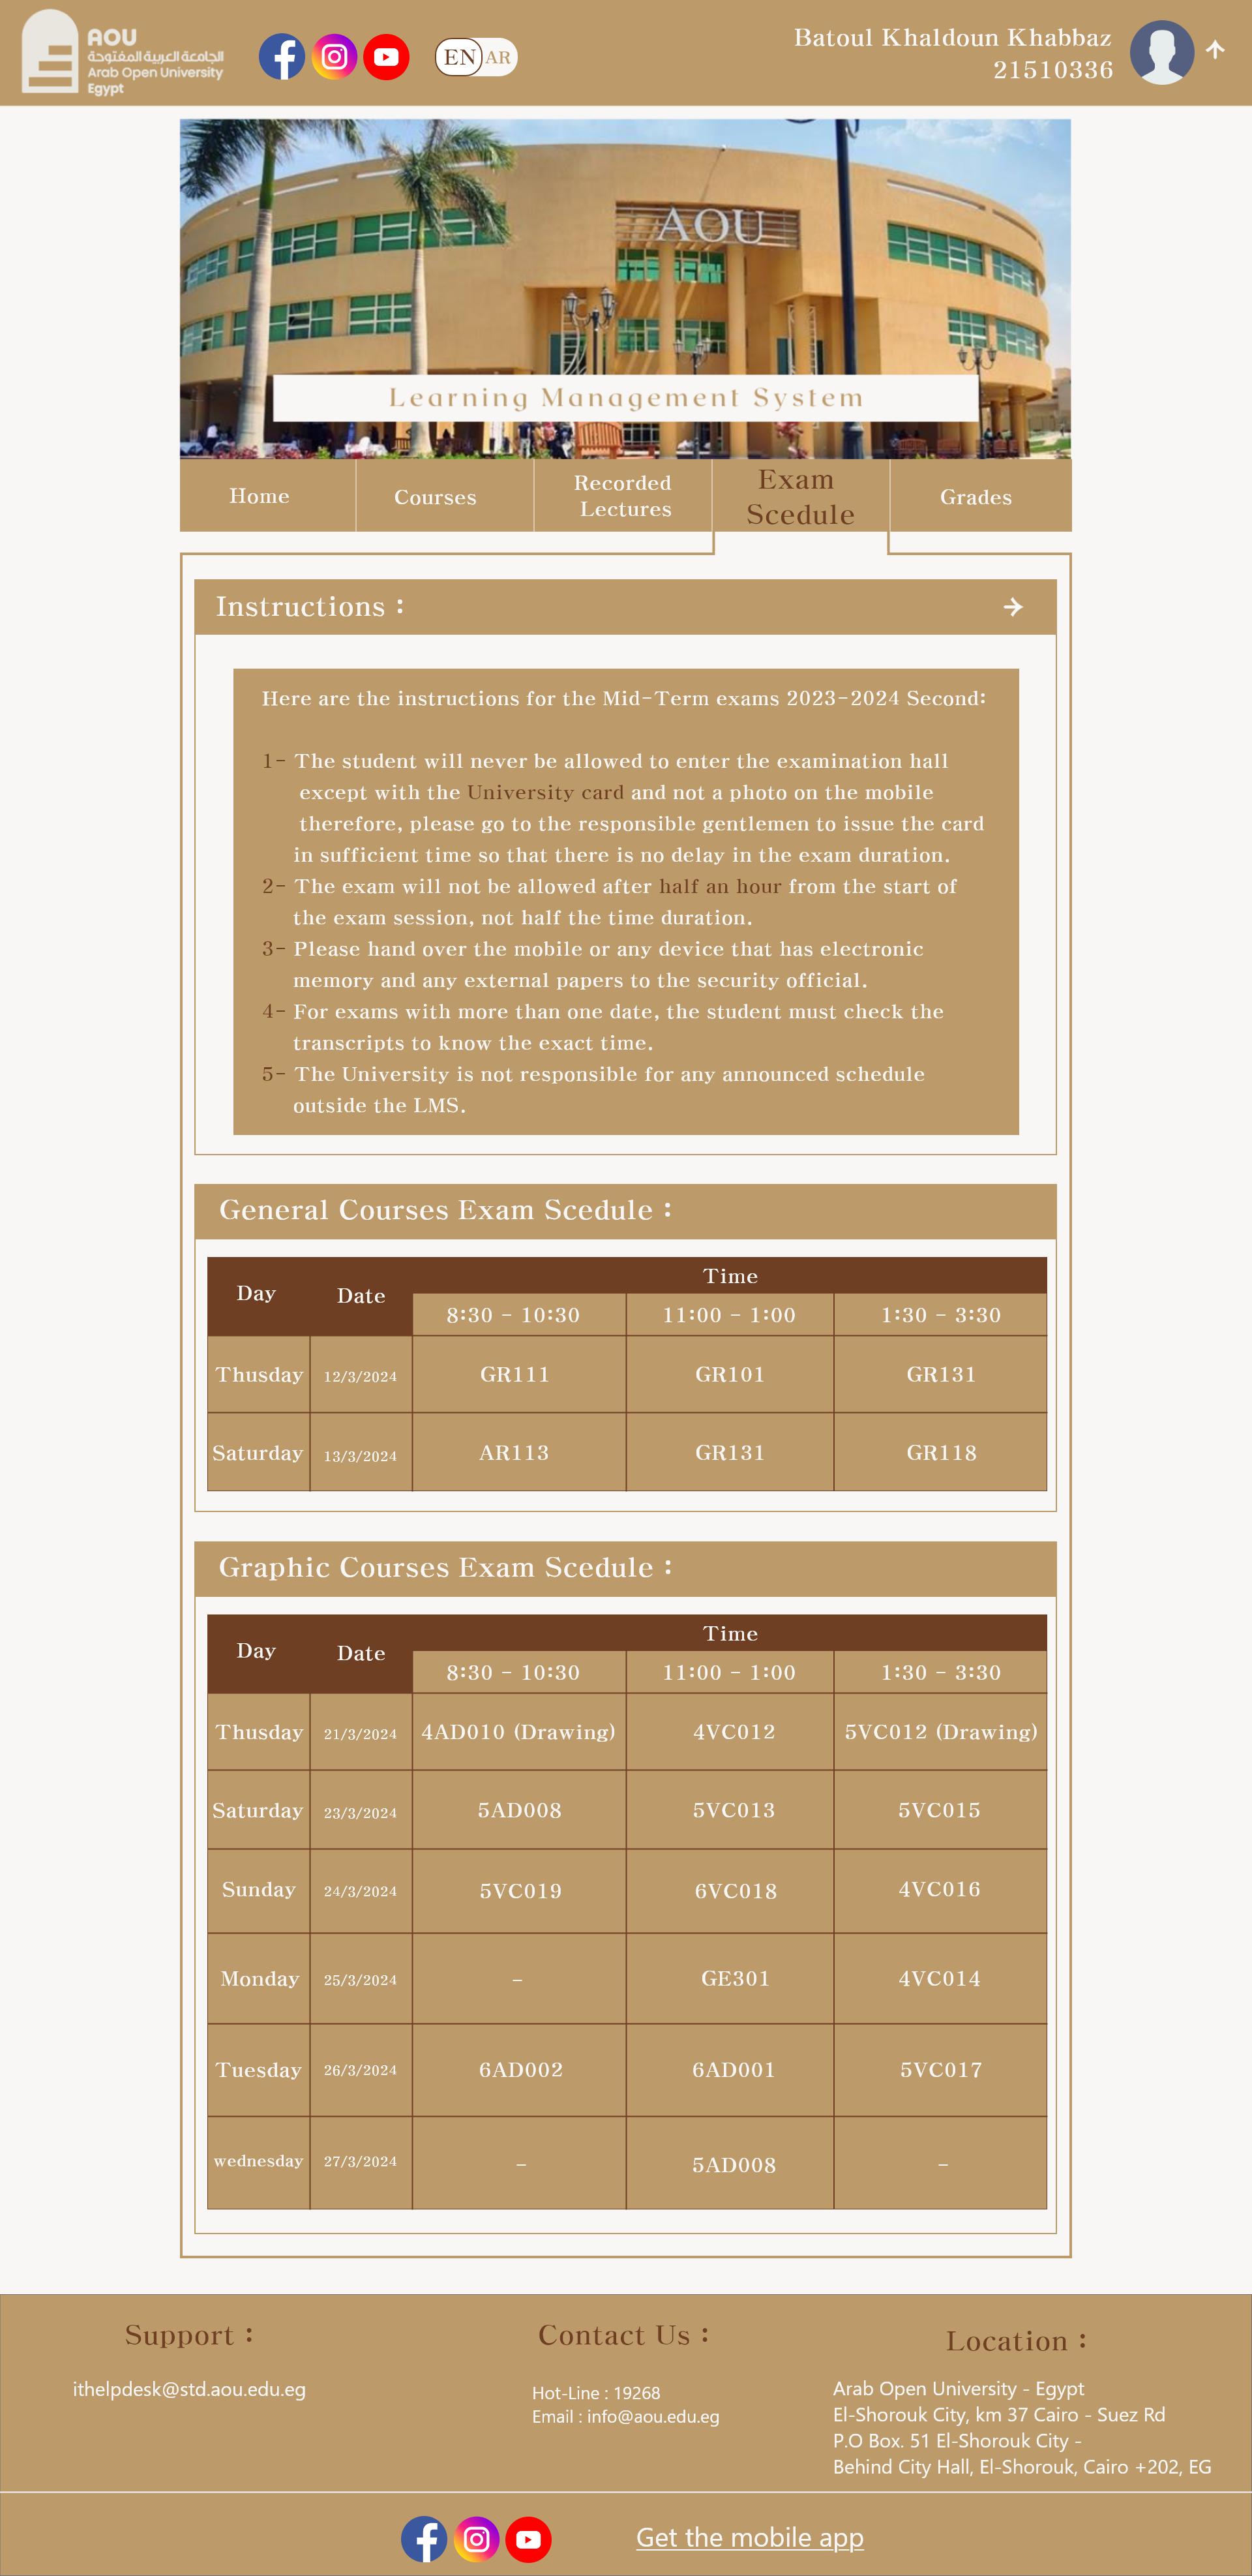 AOU
الجامعة العربية المفتوحة
Arab Open University
Egypt
EN AR
Batoul Khaldoun Khabbaz
21510336
AOU
Learning Management System
Home
Courses
Recorded
Lectures
Exam
Scedule
Grades
Instructions :
Here are the instructions for the Mid-Term exams 2023-2024 Second:
1- The student will never be allowed to enter the examination hall
except with the University card and not a photo on the mobile
therefore, please go to the responsible gentlemen to issue the card
in sufficient time so that there is no delay in the exam duration.
2- The exam will not be allowed after half an hour from the start of
the exam session, not half the time duration.
3- Please hand over the mobile or any device that has electronic
memory and any external papers to the security official.
4- For exams with more than one date, the student must check the
transcripts to know the exact time.
5- The University is not responsible for any announced schedule
outside the LMS.
General Courses Exam Scedule :
Day Date Time
8:30 - 10:30 11:00 - 1:00 1:30 - 3:30
Thusday 12/3/2024 GR111 GR101 GR131
Saturday 13/3/2024 AR113 GR131 GR118
Graphic Courses Exam Scedule :
Day Date Time
8:30 - 10:30 11:00 - 1:00 1:30 - 3:30
Thusday 21/3/2024 4AD010 (Drawing) 4VC012 5VC012 (Drawing)
Saturday 23/3/2024 5AD008 5VC013 5VC015
Sunday 24/3/2024 5VC019 6VC018 4VC016
Monday 25/3/2024 - GE301 4VC014
Tuesday 26/3/2024 6AD002 6AD001 5VC017
wednesday 27/3/2024 - 5AD008 -
Support :
ithelpdesk@std.aou.edu.eg
Contact Us :
Hot-Line : 19268
Email : info@aou.edu.eg
Location :
Arab Open University - Egypt
El-Shorouk City, km 37 Cairo - Suez Rd
P.O Box. 51 El-Shorouk City -
Behind City Hall, El-Shorouk, Cairo +202, EG
Get the mobile app